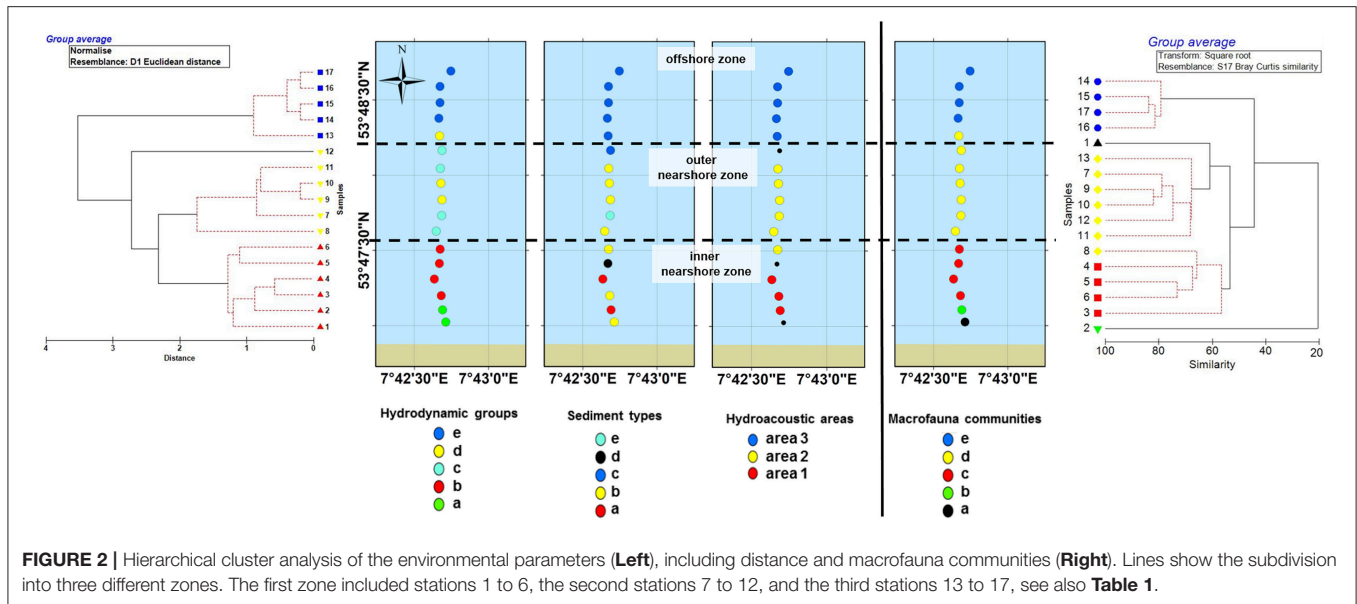 Group average
Normalise
Resemblance: D1 Euclidean distance
17
16
15
14
13
12
11
10
9
7
8
6
5
4
3
2
1
Samples
4 3 2 1 0
Distance
N
53°48'30"N
53°47'30"N
offshore zone
outer
nearshore zone
inner
nearshore zone
7°42'30"E 7°43'0"E
7°42'30"E 7°43'0"E
7°42'30"E 7°43'0"E
7°42'30"E 7°43'0"E
Hydrodynamic groups
e
d
c
b
a
Sediment types
e
d
c
b
a
Hydroacoustic areas
area 3
area 2
area 1
Macrofauna communities
e
d
c
b
a
Group average
Transform: Square root
Resemblance: S17 Bray Curtis similarity
14
15
17
16
1
13
7
9
10
12
11
8
4
5
6
3
2
Samples
100 80 60 40 20
Similarity
FIGURE 2 | Hierarchical cluster analysis of the environmental parameters (Left), including distance and macrofauna communities (Right). Lines show the subdivision
into three different zones. The first zone included stations 1 to 6, the second stations 7 to 12, and the third stations 13 to 17, see also Table 1.